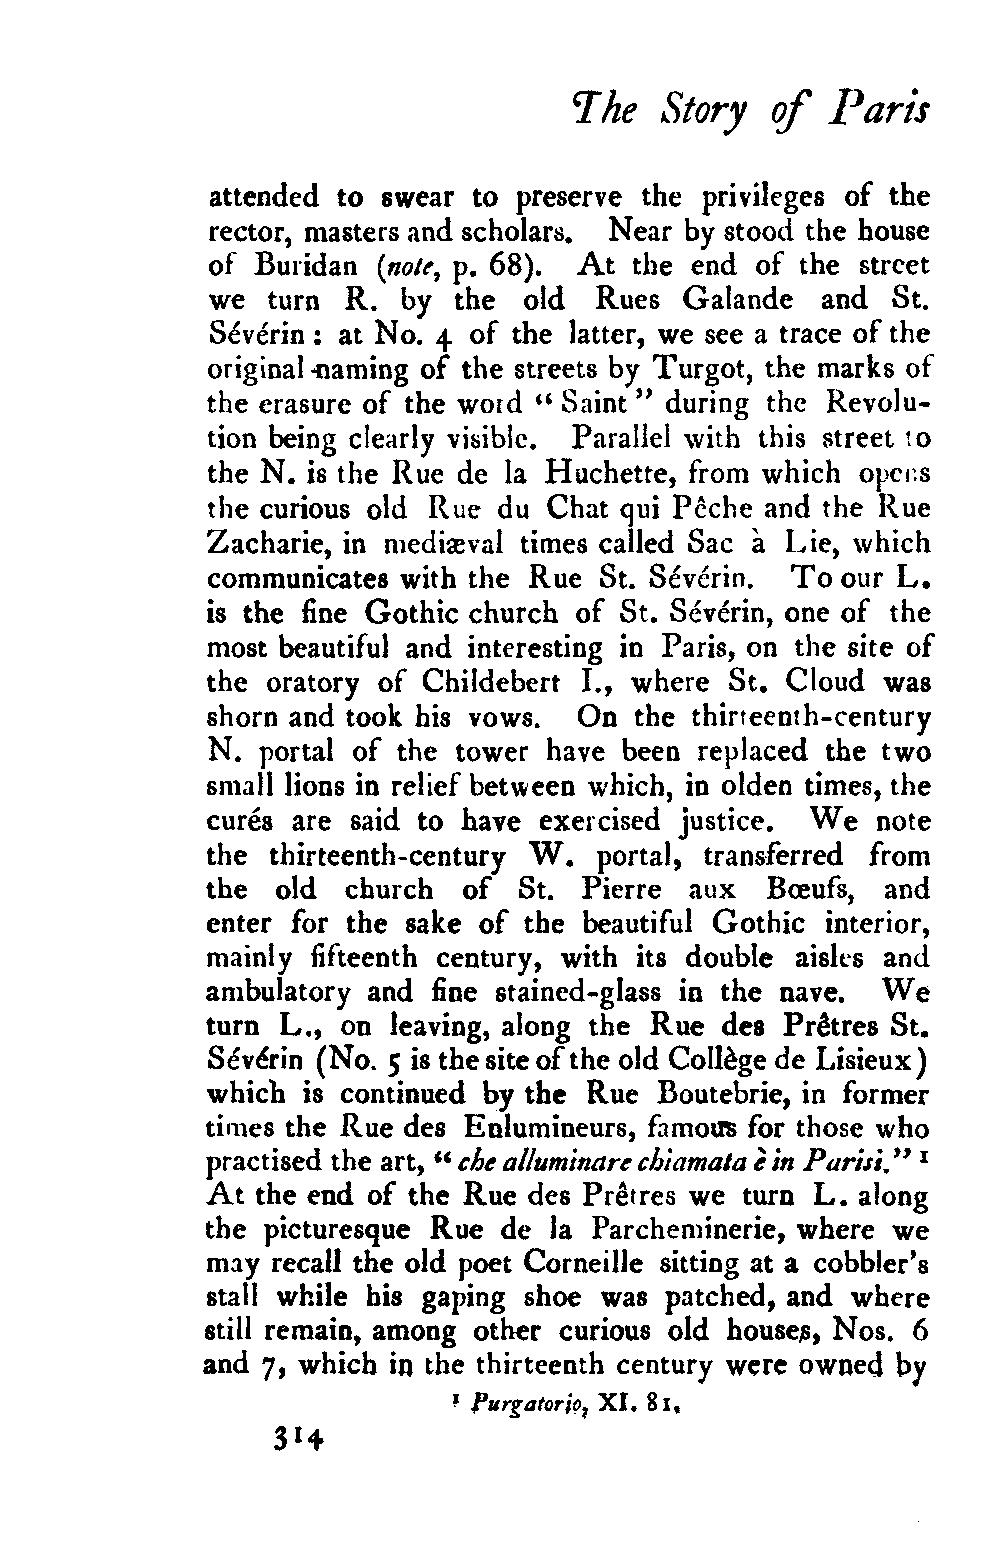 The Story of Paris
attended to swear to preserve the privileges of the
rector, masters and scholars. Near by stood the house
of Buridan (note, p. 68). At the end of the street
we turn R. by the old Rues Galande and St.
Sévérin : at No. 4 of the latter, we see a trace of the
original naming of the streets by Turgot, the marks of
the erasure of the word “ Saint ” during the Revolu-
tion being clearly visible. Parallel with this street to
the N. is the Rue de la Huchette, from which opens
the curious old Rue du Chat qui Pêche and the Rue
Zacharie, in mediæval times called Sac à Lie, which
communicates with the Rue St. Sévérin. To our L.
is the fine Gothic church of St. Sévérin, one of the
most beautiful and interesting in Paris, on the site of
the oratory of Childebert I., where St. Cloud was
shorn and took his vows. On the thirteenth-century
N. portal of the tower have been replaced the two
small lions in relief between which, in olden times, the
curés are said to have exercised justice. We note
the thirteenth-century W. portal, transferred from
the old church of St. Pierre aux Bœufs, and
enter for the sake of the beautiful Gothic interior,
mainly fifteenth century, with its double aisles and
ambulatory and fine stained-glass in the nave. We
turn L., on leaving, along the Rue des Prêtres St.
Sévérin (No. 5 is the site of the old Collège de Lisieux)
which is continued by the Rue Boutebrie, in former
times the Rue des Enlumineurs, famous for those who
practised the art, “ che alluminare chiamata è in Parisi.” 1
At the end of the Rue des Prêtres we turn L. along
the picturesque Rue de la Parcheminerie, where we
may recall the old poet Corneille sitting at a cobbler's
stall while his gaping shoe was patched, and where
still remain, among other curious old houses, Nos. 6
and 7, which in the thirteenth century were owned by
1 Purgatorio, XI. 81.
314